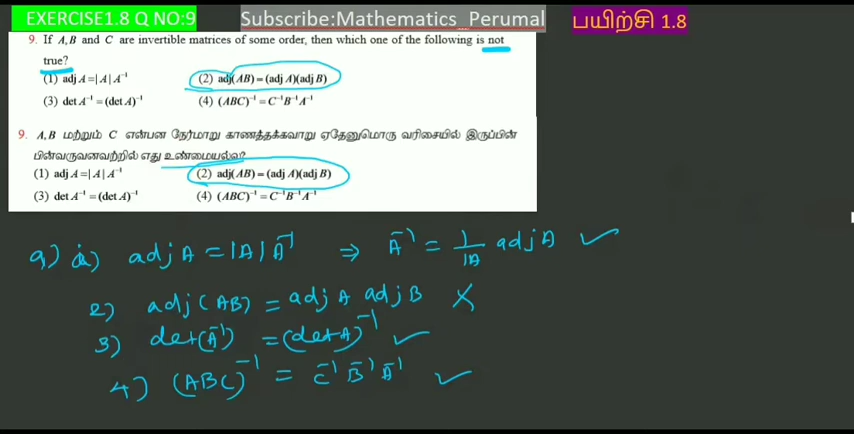 EXERCISE1.8 Q NO:9 Subscribe:Mathematics Perumal பயிற்சி 1.8
9. If A, B and C are invertible matrices of some order, then which one of the following is not
true?
(1) adj A = |A| A⁻¹ (2) adj(AB) = (adj A)(adj B)
(3) det A⁻¹ = (det A)⁻¹ (4) (ABC)⁻¹ = C⁻¹B⁻¹A⁻¹
9. A, B மற்றும் C என்பன நேர்மாறு காணத்தக்கவாறு ஏதேனுமொரு வரிசையில் இருப்பின்
பின்வருவனவற்றில் எது உண்மையல்ல?
(1) adj A = |A| A⁻¹ (2) adj(AB) = (adj A)(adj B)
(3) det A⁻¹ = (det A)⁻¹ (4) (ABC)⁻¹ = C⁻¹B⁻¹A⁻¹
9) adj A = |A| A⁻¹ ⇒ A⁻¹ = 1/|A| adj A ✓
2) adj(AB) = adj A adj B ✗
3) det(A⁻¹) = (det A)⁻¹ ✓
4) (ABC)⁻¹ = C⁻¹ B⁻¹ A⁻¹ ✓